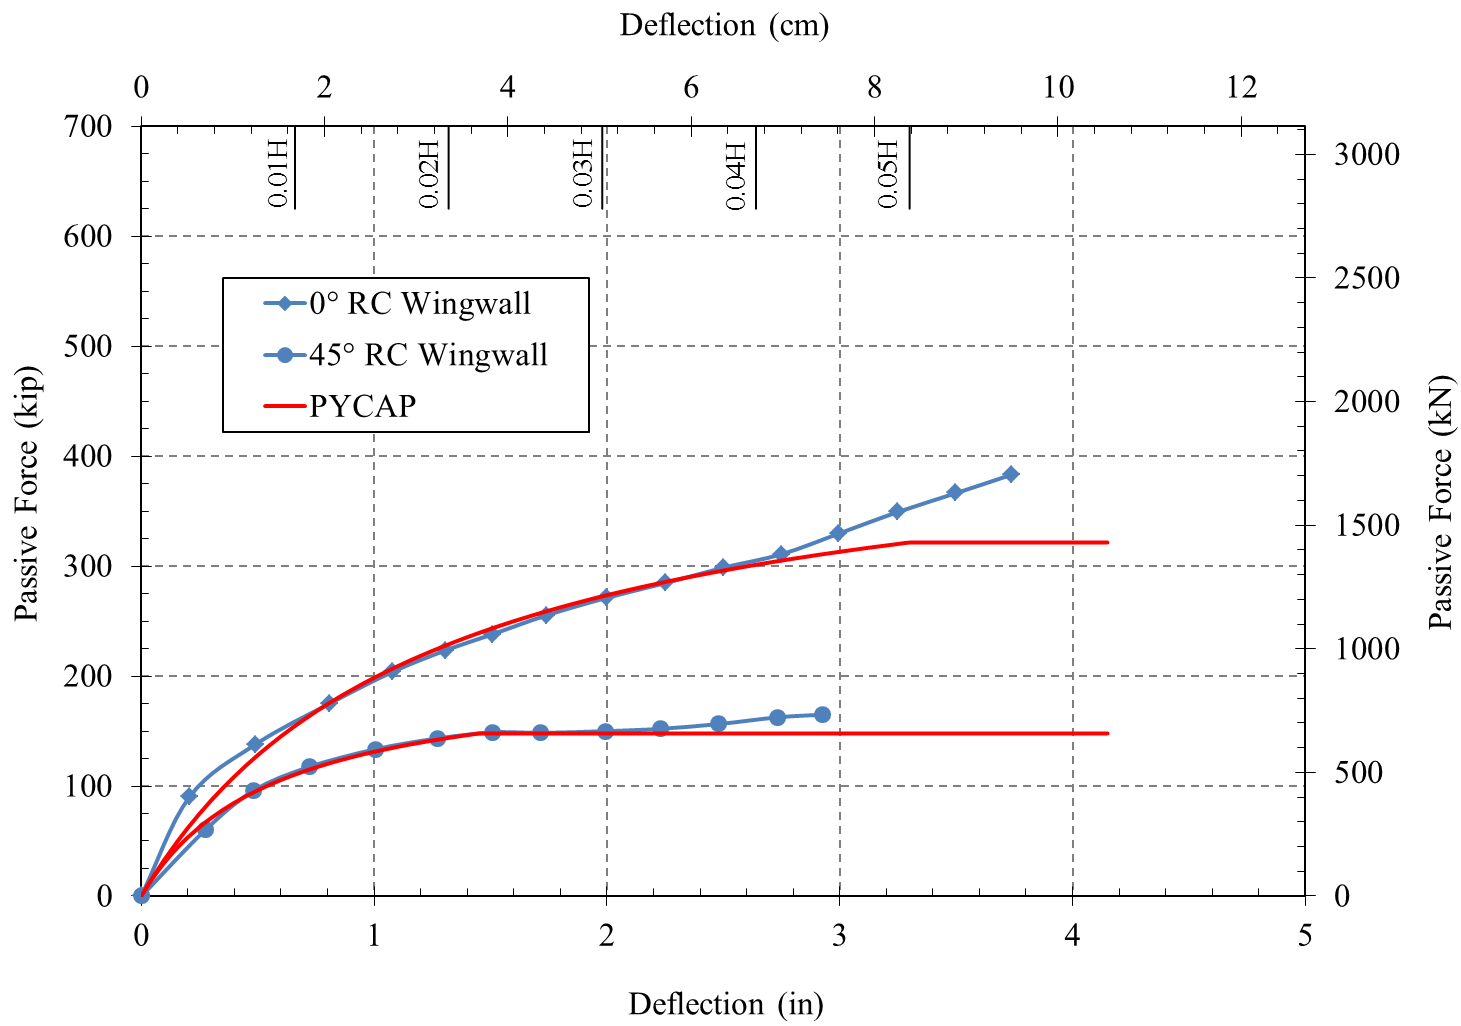 Deflection (cm)
0 2 4 6 8 10 12
0.01H 0.02H 0.03H 0.04H 0.05H
700
600
500
400
300
200
100
0
Passive Force (kip)
0° RC Wingwall
45° RC Wingwall
PYCAP
3000
2500
2000
1500
1000
500
0
Passive Force (kN)
0 1 2 3 4 5
Deflection (in)